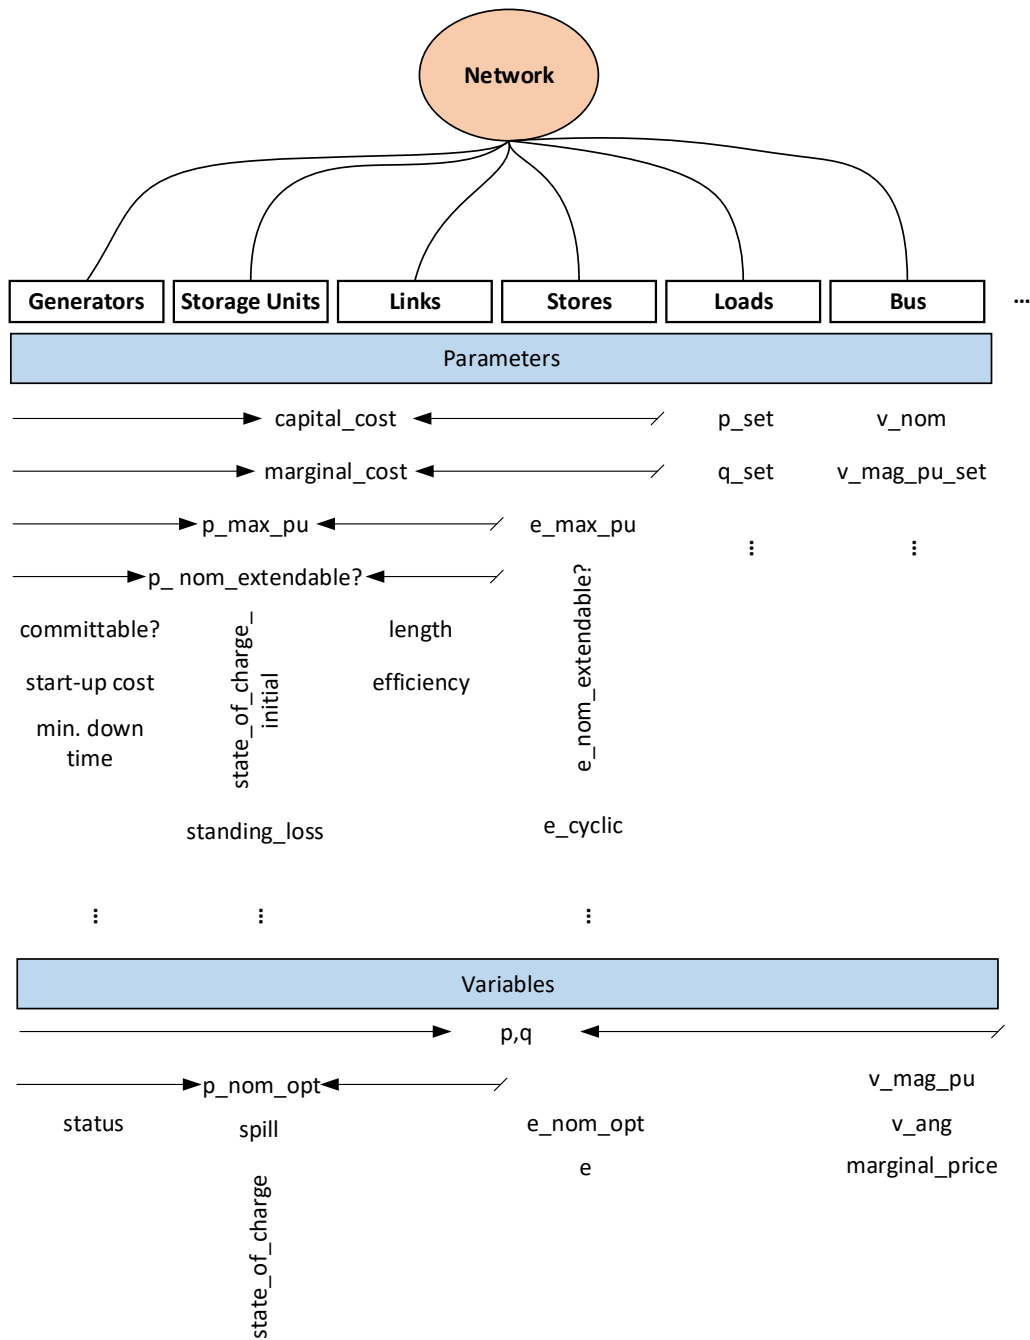 Network
Generators
Storage Units
Links
Stores
Loads
Bus
...
Parameters
capital_cost
p_set
v_nom
marginal_cost
q_set
v_mag_pu_set
p_max_pu
e_max_pu
...
...
p_ nom_extendable?
e_nom_extendable?
committable?
state_of_charge_
initial
length
start-up cost
efficiency
min. down
time
standing_loss
e_cyclic
...
...
...
Variables
p,q
p_nom_opt
v_mag_pu
status
spill
e_nom_opt
v_ang
e
marginal_price
state_of_charge